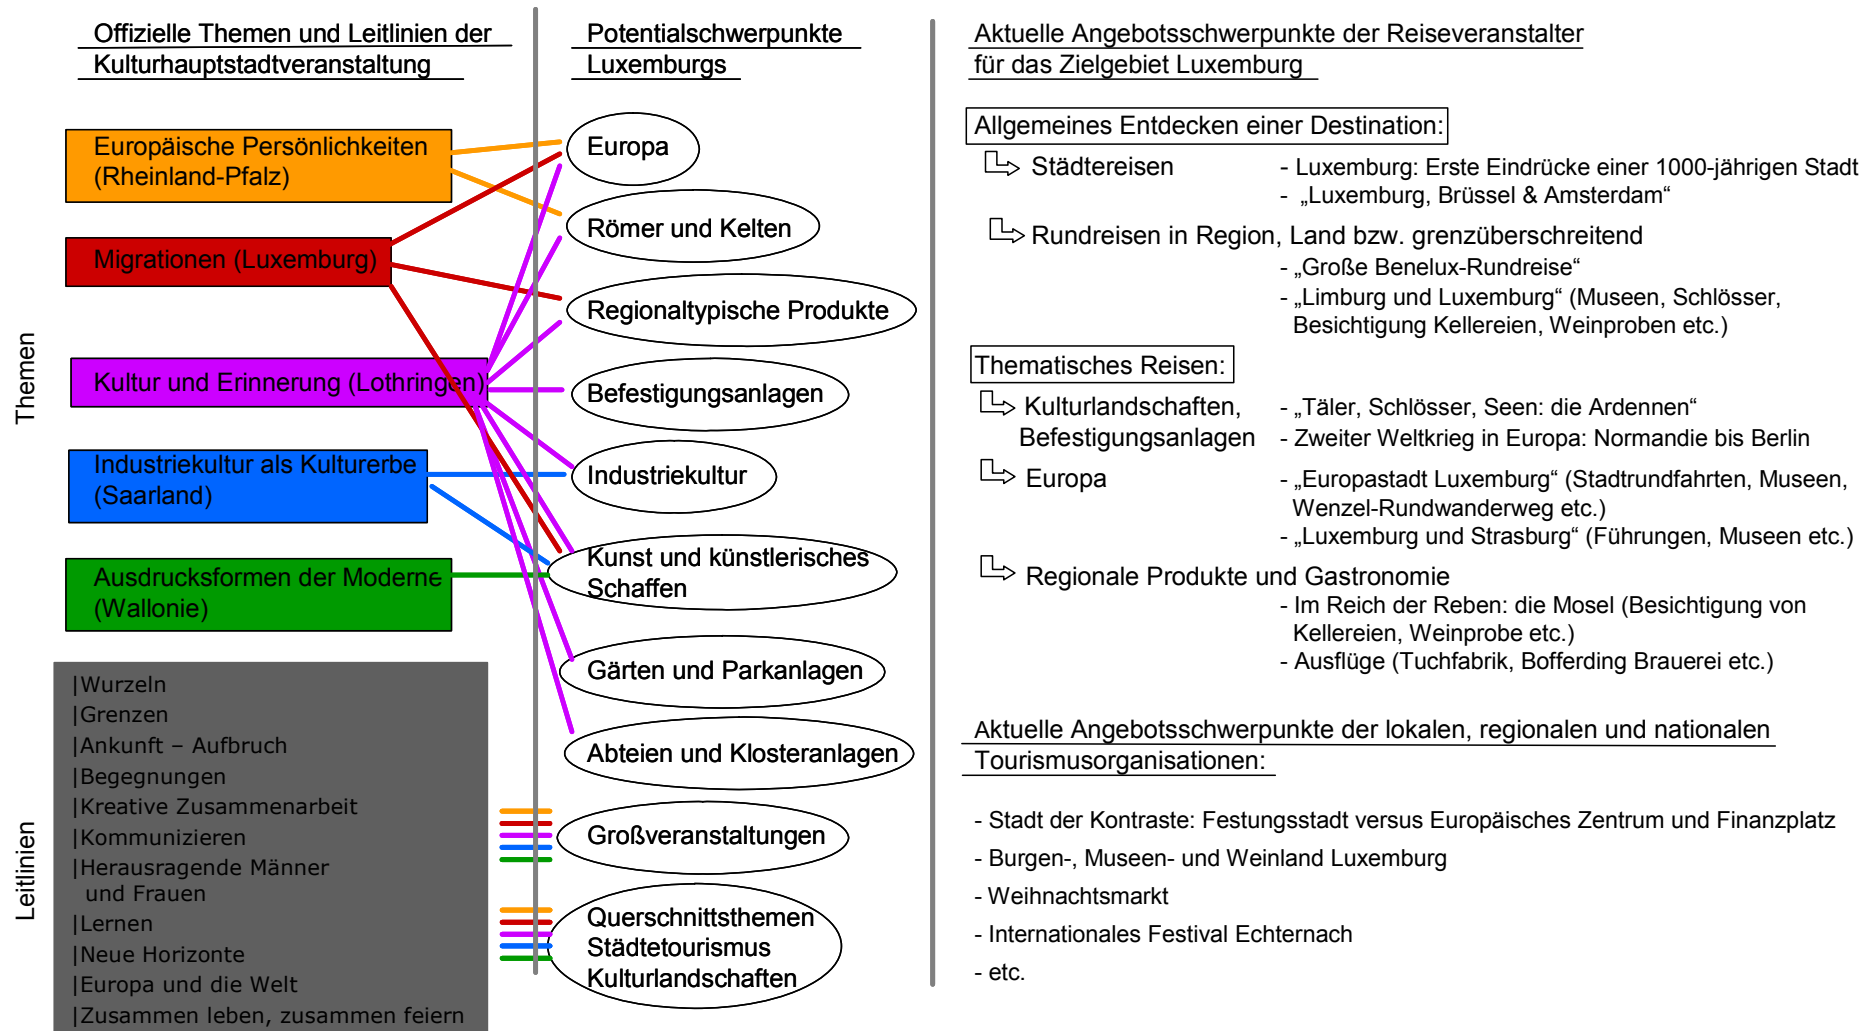 Offizielle Themen und Leitlinien der
Kulturhauptstadtveranstaltung
Themen
Europäische Persönlichkeiten
(Rheinland-Pfalz)
Migrationen (Luxemburg)
Kultur und Erinnerung (Lothringen)
Industriekultur als Kulturerbe
(Saarland)
Ausdrucksformen der Moderne
(Wallonie)
Leitlinien
|Wurzeln
|Grenzen
|Ankunft – Aufbruch
|Begegnungen
|Kreative Zusammenarbeit
|Kommunizieren
|Herausragende Männer
und Frauen
|Lernen
|Neue Horizonte
|Europa und die Welt
|Zusammen leben, zusammen feiern
Potentialschwerpunkte
Luxemburgs
Europa
Römer und Kelten
Regionaltypische Produkte
Befestigungsanlagen
Industriekultur
Kunst und künstlerisches
Schaffen
Gärten und Parkanlagen
Abteien und Klosteranlagen
Großveranstaltungen
Querschnittsthemen
Städtetourismus
Kulturlandschaften
Aktuelle Angebotsschwerpunkte der Reiseveranstalter
für das Zielgebiet Luxemburg
Allgemeines Entdecken einer Destination:
Städtereisen - Luxemburg: Erste Eindrücke einer 1000-jährigen Stadt
- „Luxemburg, Brüssel & Amsterdam“
Rundreisen in Region, Land bzw. grenzüberschreitend
- „Große Benelux-Rundreise“
- „Limburg und Luxemburg“ (Museen, Schlösser,
Besichtigung Kellereien, Weinproben etc.)
Thematisches Reisen:
Kulturlandschaften, - „Täler, Schlösser, Seen: die Ardennen“
Befestigungsanlagen - Zweiter Weltkrieg in Europa: Normandie bis Berlin
Europa - „Europastadt Luxemburg“ (Stadtrundfahrten, Museen,
Wenzel-Rundwanderweg etc.)
- „Luxemburg und Strasburg“ (Führungen, Museen etc.)
Regionale Produkte und Gastronomie
- Im Reich der Reben: die Mosel (Besichtigung von
Kellereien, Weinprobe etc.)
- Ausflüge (Tuchfabrik, Bofferding Brauerei etc.)
Aktuelle Angebotsschwerpunkte der lokalen, regionalen und nationalen
Tourismusorganisationen:
- Stadt der Kontraste: Festungsstadt versus Europäisches Zentrum und Finanzplatz
- Burgen-, Museen- und Weinland Luxemburg
- Weihnachtsmarkt
- Internationales Festival Echternach
- etc.